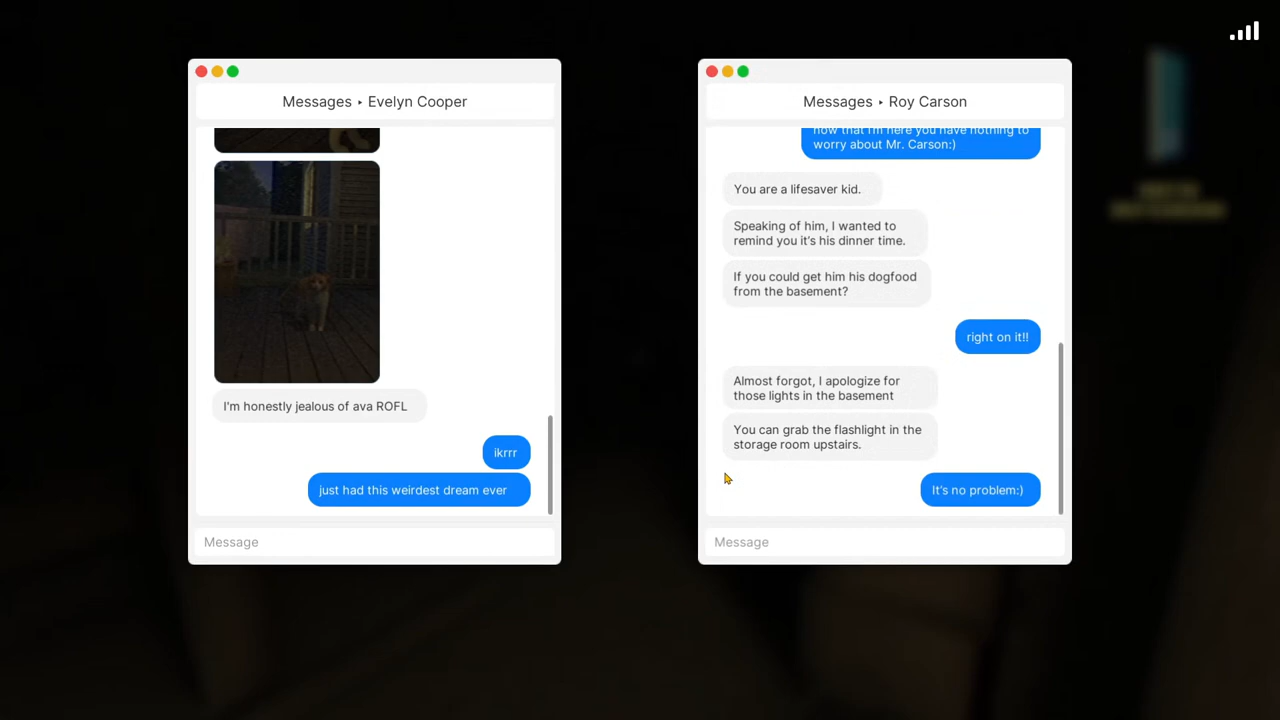 Messages ‣ Evelyn Cooper
I'm honestly jealous of ava ROFL
ikrrr
just had this weirdest dream ever
Message
Messages ‣ Roy Carson
now that I'm here you have nothing to
worry about Mr. Carson:)
You are a lifesaver kid.
Speaking of him, I wanted to
remind you it's his dinner time.
If you could get him his dogfood
from the basement?
right on it!!
Almost forgot, I apologize for
those lights in the basement
You can grab the flashlight in the
storage room upstairs.
It's no problem:)
Message